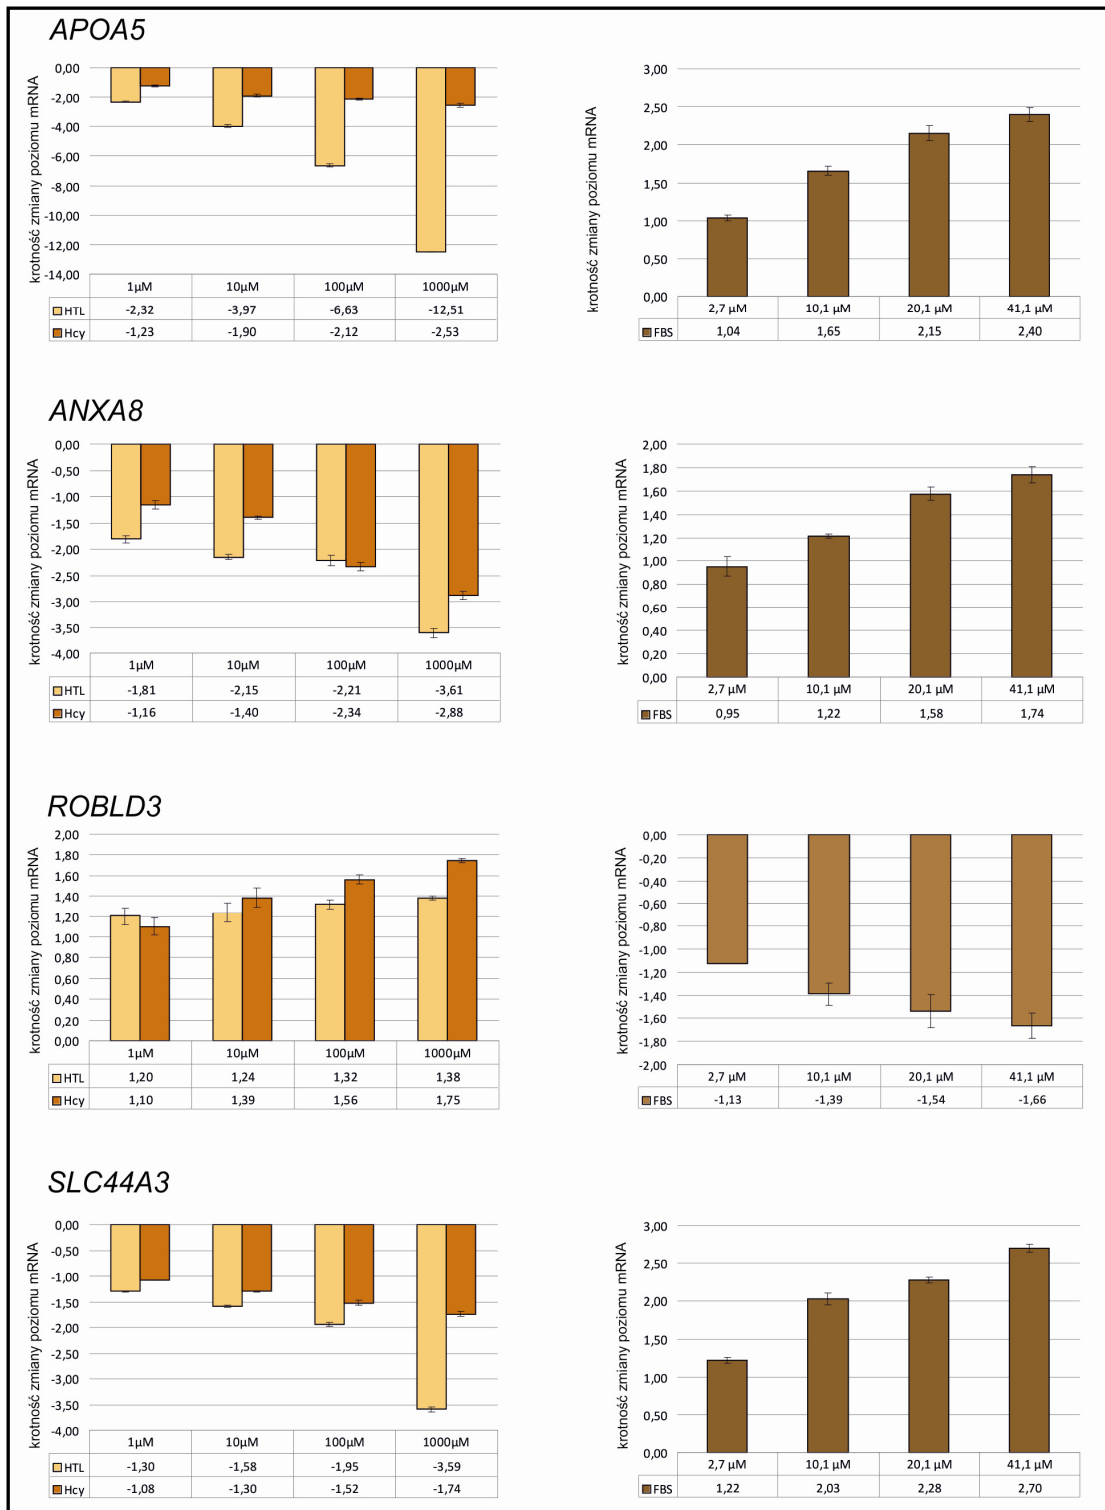 APOA5
krotność zmiany poziomu mRNA
0,00
-2,00
-4,00
-6,00
-8,00
-10,00
-12,00
-14,00
1µM 10µM 100µM 1000µM
HTL -2,32 -3,97 -6,63 -12,51
Hcy -1,23 -1,90 -2,12 -2,53
krotność zmiany poziomu mRNA
3,00
2,50
2,00
1,50
1,00
0,50
0,00
2,7 µM 10,1 µM 20,1 µM 41,1 µM
FBS 1,04 1,65 2,15 2,40
ANXA8
krotność zmiany poziomu mRNA
0,00
-0,50
-1,00
-1,50
-2,00
-2,50
-3,00
-3,50
-4,00
1µM 10µM 100µM 1000µM
HTL -1,81 -2,15 -2,21 -3,61
Hcy -1,16 -1,40 -2,34 -2,88
krotność zmiany poziomu mRNA
2,00
1,80
1,60
1,40
1,20
1,00
0,80
0,60
0,40
0,20
0,00
2,7 µM 10,1 µM 20,1 µM 41,1 µM
FBS 0,95 1,22 1,58 1,74
ROBLD3
krotność zmiany poziomu mRNA
2,00
1,80
1,60
1,40
1,20
1,00
0,80
0,60
0,40
0,20
0,00
1µM 10µM 100µM 1000µM
HTL 1,20 1,24 1,32 1,38
Hcy 1,10 1,39 1,56 1,75
krotność zmiany poziomu mRNA
0,00
-0,20
-0,40
-0,60
-0,80
-1,00
-1,20
-1,40
-1,60
-1,80
-2,00
2,7 µM 10,1 µM 20,1 µM 41,1 µM
FBS -1,13 -1,39 -1,54 -1,66
SLC44A3
krotność zmiany poziomu mRNA
0,00
-0,50
-1,00
-1,50
-2,00
-2,50
-3,00
-3,50
-4,00
1µM 10µM 100µM 1000µM
HTL -1,30 -1,58 -1,95 -3,59
Hcy -1,08 -1,30 -1,52 -1,74
krotność zmiany poziomu mRNA
3,00
2,50
2,00
1,50
1,00
0,50
0,00
2,7 µM 10,1 µM 20,1 µM 41,1 µM
FBS 1,22 2,03 2,28 2,70